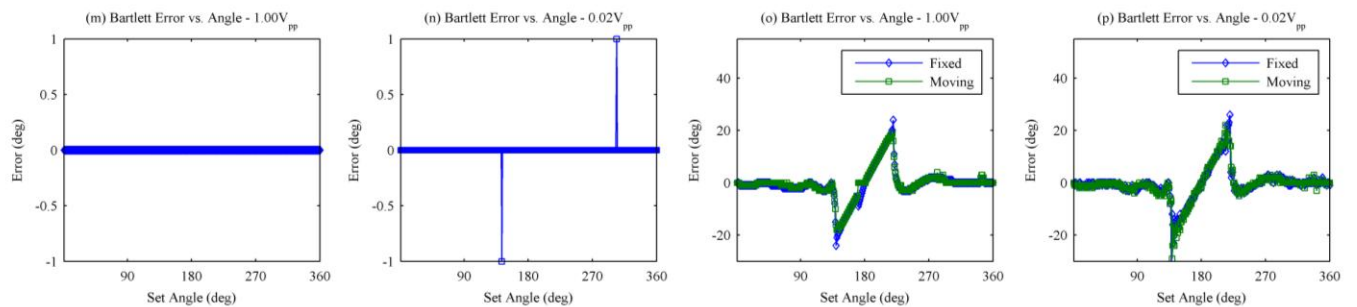 (m) Bartlett Error vs. Angle - 1.00Vpp
1
0.5
0
-0.5
-1
Error (deg)
90
180
270
360
Set Angle (deg)
(n) Bartlett Error vs. Angle - 0.02Vpp
1
0.5
0
-0.5
-1
Error (deg)
90
180
270
360
Set Angle (deg)
(o) Bartlett Error vs. Angle - 1.00Vpp
Fixed
Moving
40
20
0
-20
Error (deg)
90
180
270
360
Set Angle (deg)
(p) Bartlett Error vs. Angle - 0.02Vpp
Fixed
Moving
40
20
0
-20
Error (deg)
90
180
270
360
Set Angle (deg)